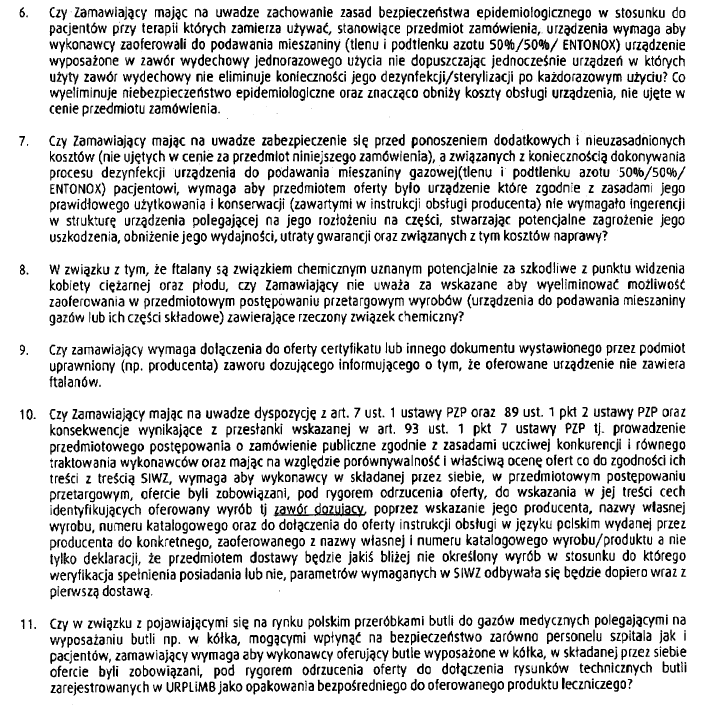 6. Czy Zamawiający mając na uwadze zachowanie zasad bezpieczeństwa epidemiologicznego w stosunku do
pacjentów przy terapii których zamierza używać, stanowiące przedmiot zamówienia, urządzenia wymaga aby
wykonawcy zaoferowali do podawania mieszaniny (tlenu i podtlenku azotu 50%/50%/ ENTONOX) urządzenie
wyposażone w zawór wydechowy jednorazowego użycia nie dopuszczając jednocześnie urządzeń w których
użyty zawór wydechowy nie eliminuje konieczności jego dezynfekcji/sterylizacji po każdorazowym użyciu? Co
wyeliminuje niebezpieczeństwo epidemiologiczne oraz znacząco obniży koszty obsługi urządzenia, nie ujęte w
cenie przedmiotu zamówienia.
7. Czy Zamawiający mając na uwadze zabezpieczenie się przed ponoszeniem dodatkowych i nieuzasadnionych
kosztów (nie ujętych w cenie za przedmiot niniejszego zamówienia), a związanych z koniecznością dokonywania
procesu dezynfekcji urządzenia do podawania mieszaniny gazowej(tlenu i podtlenku azotu 50%/50%/
ENTONOX) pacjentowi, wymaga aby przedmiotem oferty było urządzenie które zgodnie z zasadami jego
prawidłowego użytkowania i konserwacji (zawartymi w instrukcji obsługi producenta) nie wymagało ingerencji
w strukturę urządzenia polegającej na jego rozłożeniu na części, stwarzając potencjalne zagrożenie jego
uszkodzenia, obniżenie jego wydajności, utraty gwarancji oraz związanych z tym kosztów naprawy?
8. W związku z tym, że ftalany są związkiem chemicznym uznanym potencjalnie za szkodliwe z punktu widzenia
kobiety ciężarnej oraz płodu, czy Zamawiający nie uważa za wskazane aby wyeliminować możliwość
zaoferowania w przedmiotowym postępowaniu przetargowym wyrobów (urządzenia do podawania mieszaniny
gazów lub ich części składowe) zawierające rzeczony związek chemiczny?
9. Czy zamawiający wymaga dołączenia do oferty certyfikatu lub innego dokumentu wystawionego przez podmiot
uprawniony (np. producenta) zaworu dozującego informującego o tym, że oferowane urządzenie nie zawiera
ftalanów.
10. Czy Zamawiający mając na uwadze dyspozycję z art. 7 ust. 1 ustawy PZP oraz 89 ust. 1 pkt 2 ustawy PZP oraz
konsekwencje wynikające z przesłanki wskazanej w art. 93 ust. 1 pkt 7 ustawy PZP tj. prowadzenie
przedmiotowego postępowania o zamówienie publiczne zgodnie z zasadami uczciwej konkurencji i równego
traktowania wykonawców oraz mając na względzie porównywalność i właściwą ocenę ofert co do zgodności ich
treści z treścią SIWZ, wymaga aby wykonawcy w składanej przez siebie, w przedmiotowym postępowaniu
przetargowym, ofercie byli zobowiązani, pod rygorem odrzucenia oferty, do wskazania w jej treści cech
identyfikujących oferowany wyrób tj zawór dozujący, poprzez wskazanie jego producenta, nazwy własnej
wyrobu, numeru katalogowego oraz do dołączenia do oferty instrukcji obsługi w języku polskim wydanej przez
producenta do konkretnego, zaoferowanego z nazwy własnej i numeru katalogowego wyrobu/produktu a nie
tylko deklaracji, że przedmiotem dostawy będzie jakiś bliżej nie określony wyrób w stosunku do którego
weryfikacja spełnienia posiadania lub nie, parametrów wymaganych w SIWZ odbywała się będzie dopiero wraz z
pierwszą dostawą.
11. Czy w związku z pojawiającymi się na rynku polskim przeróbkami butli do gazów medycznych polegającymi na
wyposażaniu butli np. w kółka, mogącymi wpłynąć na bezpieczeństwo zarówno personelu szpitala jak i
pacjentów, zamawiający wymaga aby wykonawcy oferujący butle wyposażone w kółka, w składanej przez siebie
ofercie byli zobowiązani, pod rygorem odrzucenia oferty do dołączenia rysunków technicznych butli
zarejestrowanych w URPLiMB jako opakowania bezpośredniego do oferowanego produktu leczniczego?